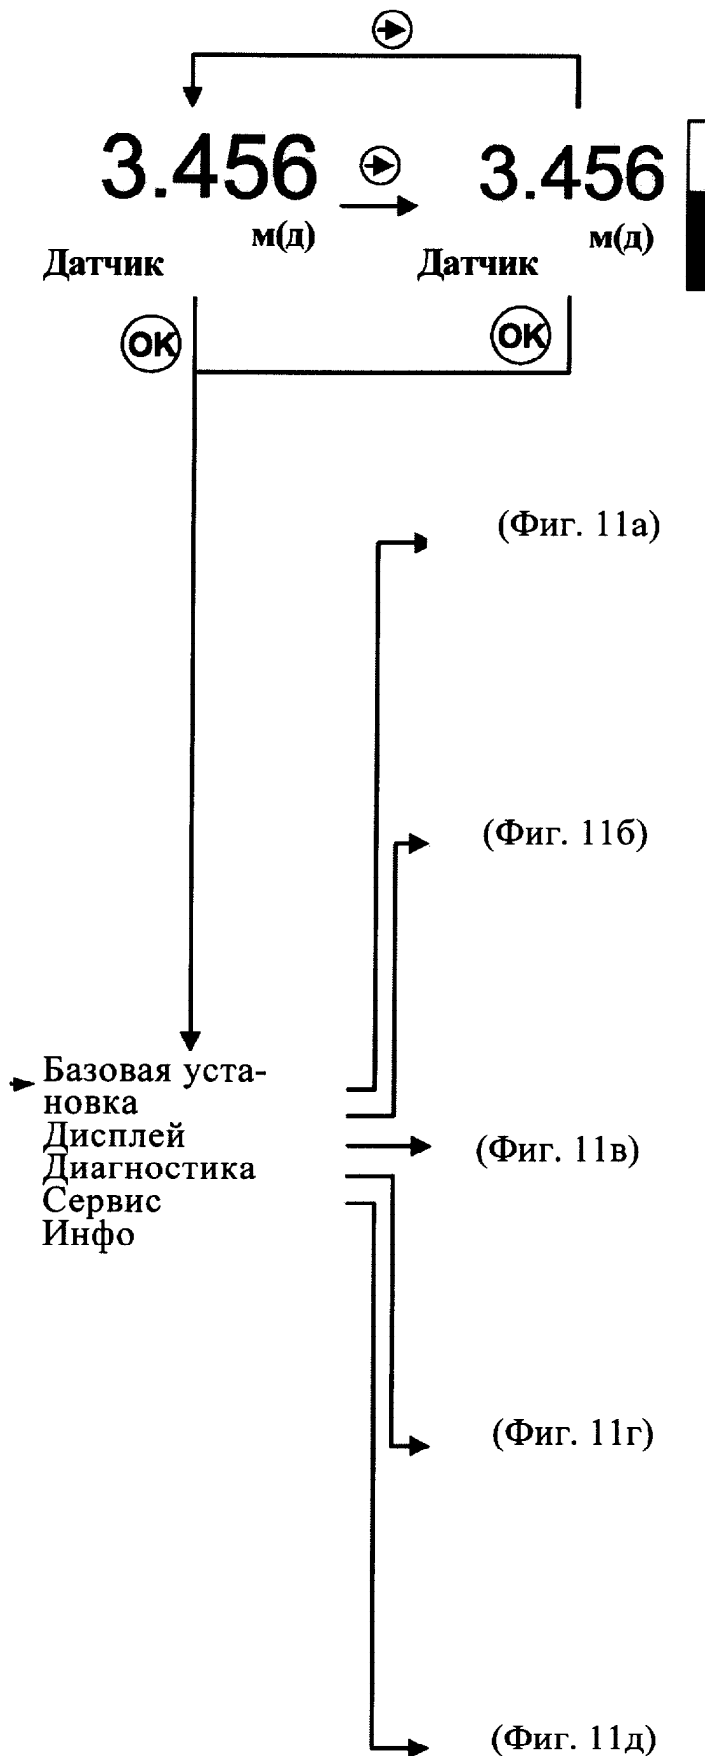 3.456
3.456
м(д)
м(д)
Датчик
Датчик
OK
OK
(Фиг. 11а)
(Фиг. 11б)
Базовая уста-
новка
Дисплей
(Фиг. 11в)
Диагностика
Сервис
Инфо
(Фиг. 11г)
(Фиг. 11д)